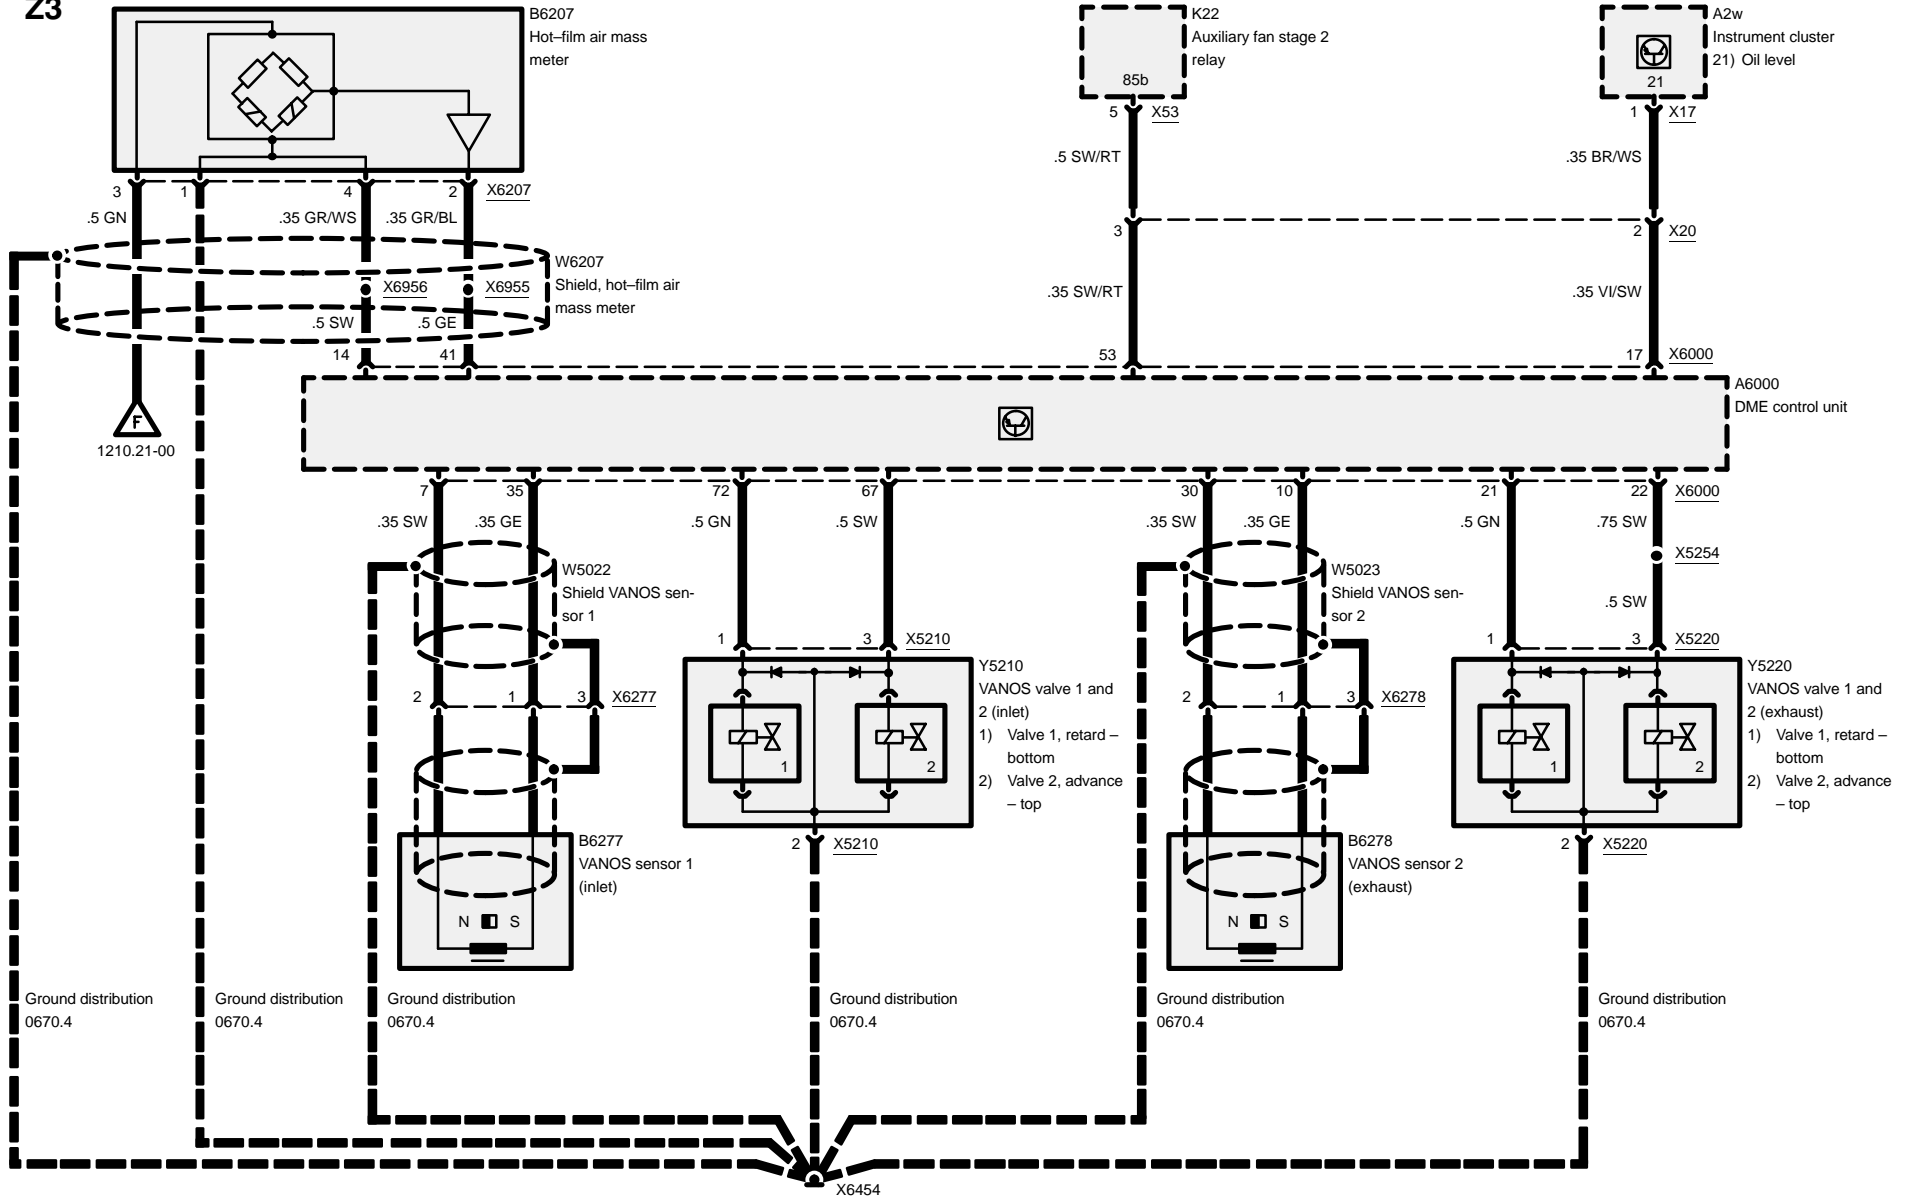 Z3
B6207
Hot–film air mass
meter
K22
Auxiliary fan stage 2
relay
85b
A2w
Instrument cluster
21) Oil level
21
5
X53
1
X17
.5 SW/RT
.35 BR/WS
3
1
4
2
X6207
.5 GN
.35 GR/WS
.35 GR/BL
3
2
X20
W6207
Shield, hot–film air
mass meter
X6956
X6955
.35 SW/RT
.35 VI/SW
.5 SW
.5 GE
14
41
53
17
X6000
A6000
DME control unit
F
1210.21-00
7
35
72
67
30
10
21
22
X6000
.35 SW
.35 GE
.5 GN
.5 SW
.35 SW
.35 GE
.5 GN
.75 SW
X5254
W5022
Shield VANOS sen-
sor 1
W5023
Shield VANOS sen-
sor 2
.5 SW
1
3
X5210
1
3
X5220
Y5210
VANOS valve 1 and
2 (inlet)
1) Valve 1, retard –
bottom
2) Valve 2, advance
– top
Y5220
VANOS valve 1 and
2 (exhaust)
1) Valve 1, retard –
bottom
2) Valve 2, advance
– top
2
1
3
X6277
2
1
3
X6278
1
2
1
2
B6277
VANOS sensor 1
(inlet)
2
X5210
B6278
VANOS sensor 2
(exhaust)
2
X5220
N
S
N
S
Ground distribution
0670.4
Ground distribution
0670.4
Ground distribution
0670.4
Ground distribution
0670.4
Ground distribution
0670.4
Ground distribution
0670.4
X6454